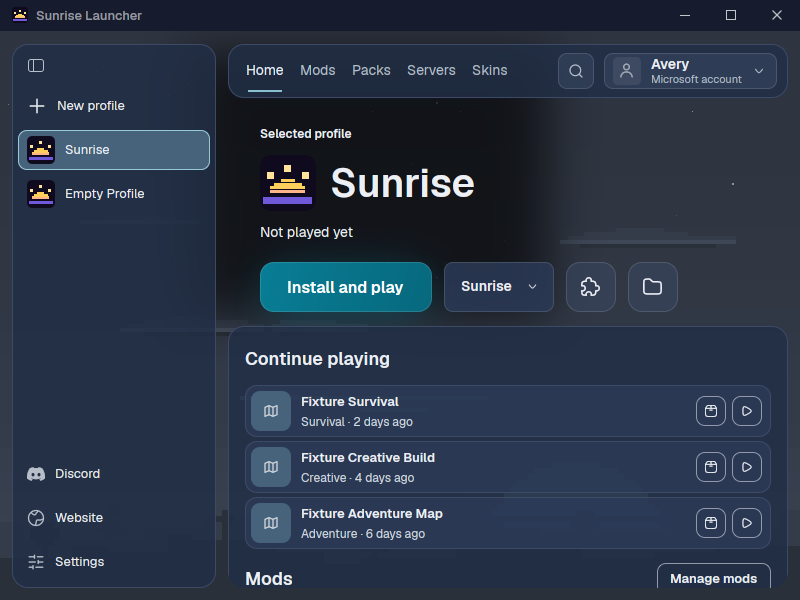 Sunrise Launcher
New profile
Sunrise
Empty Profile
Discord
Website
Settings
Home Mods Packs Servers Skins
Avery
Microsoft account
Selected profile
Sunrise
Not played yet
Install and play
Sunrise
Continue playing
Fixture Survival
Survival · 2 days ago
Fixture Creative Build
Creative · 4 days ago
Fixture Adventure Map
Adventure · 6 days ago
Mods
Manage mods